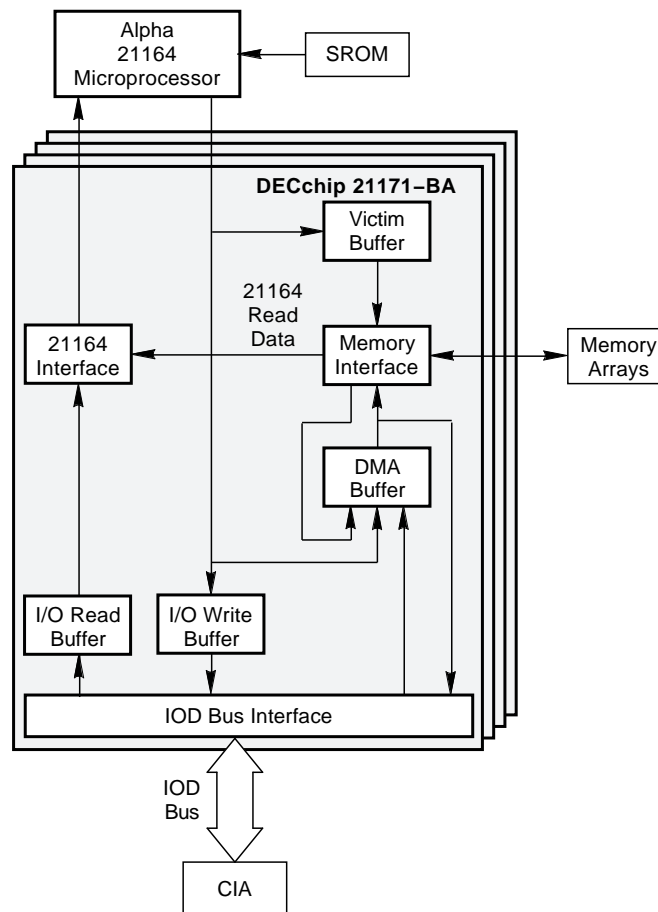 Alpha
21164
Microprocessor
SROM
DECchip 21171–BA
Victim
Buffer
21164
Read
Data
21164
Interface
Memory
Interface
Memory
Arrays
DMA
Buffer
I/O Read
Buffer
I/O Write
Buffer
IOD Bus Interface
IOD
Bus
CIA